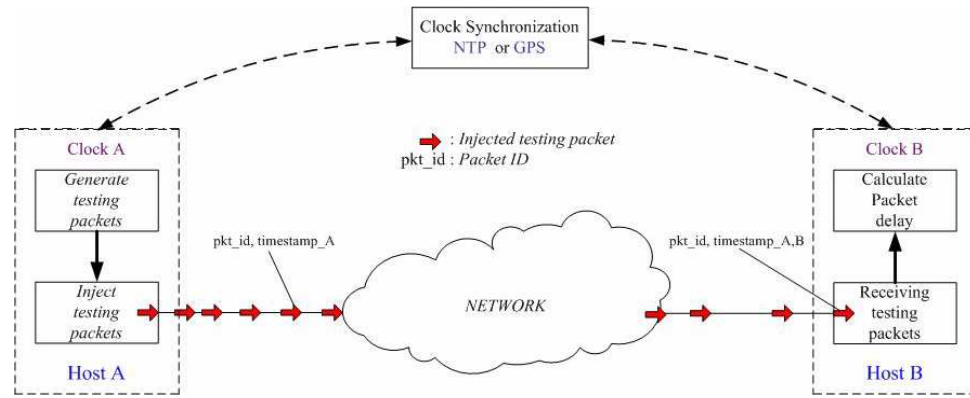 Clock Synchronization
NTP or GPS
Clock A
Generate
testing
packets
Inject
testing
packets
Host A
: Injected testing packet
pkt_id : Packet ID
pkt_id, timestamp_A
NETWORK
pkt_id, timestamp_A,B
Clock B
Calculate
Packet
delay
Receiving
testing
packets
Host B